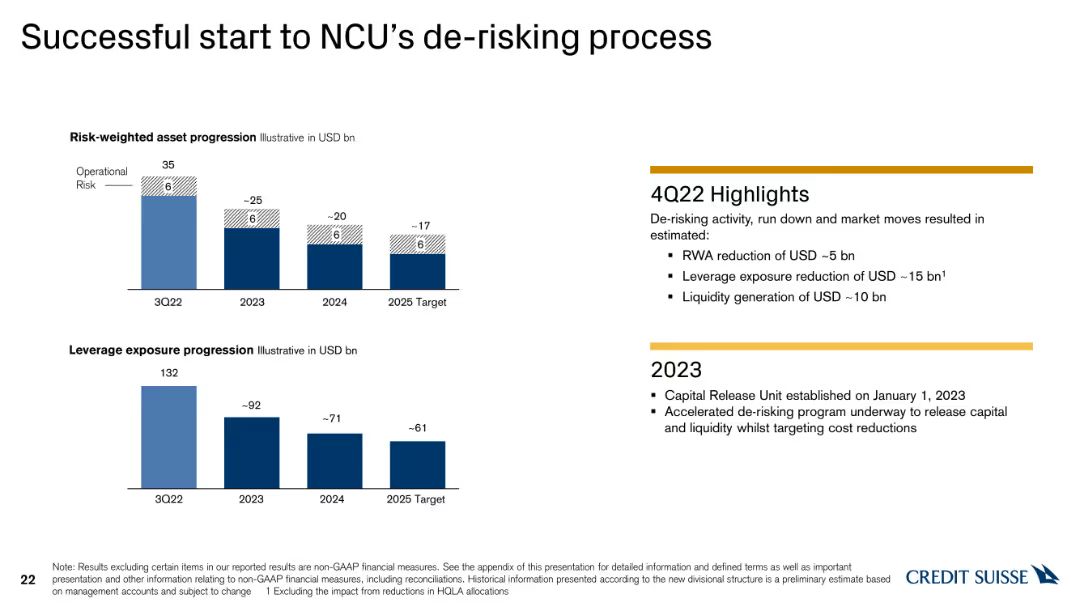 Successful start to NCU's de-risking process
Risk-weighted asset progression Illustrative in USD bn
Operational
Risk
35
6
~25
6
~20
6
~17
6
3Q22 2023 2024 2025 Target
Leverage exposure progression Illustrative in USD bn
132
~92
~71
~61
3Q22 2023 2024 2025 Target
4Q22 Highlights
De-risking activity, run down and market moves resulted in
estimated:
▪ RWA reduction of USD ~5 bn
▪ Leverage exposure reduction of USD ~15 bn¹
▪ Liquidity generation of USD ~10 bn
2023
▪ Capital Release Unit established on January 1, 2023
▪ Accelerated de-risking program underway to release capital
and liquidity whilst targeting cost reductions
22
Note: Results excluding certain items in our reported results are non-GAAP financial measures. See the appendix of this presentation for detailed information and defined terms as well as important
presentation and other information relating to non-GAAP financial measures, including reconciliations. Historical information presented according to the new divisional structure is a preliminary estimate based
on management accounts and subject to change 1 Excluding the impact from reductions in HQLA allocations
CREDIT SUISSE